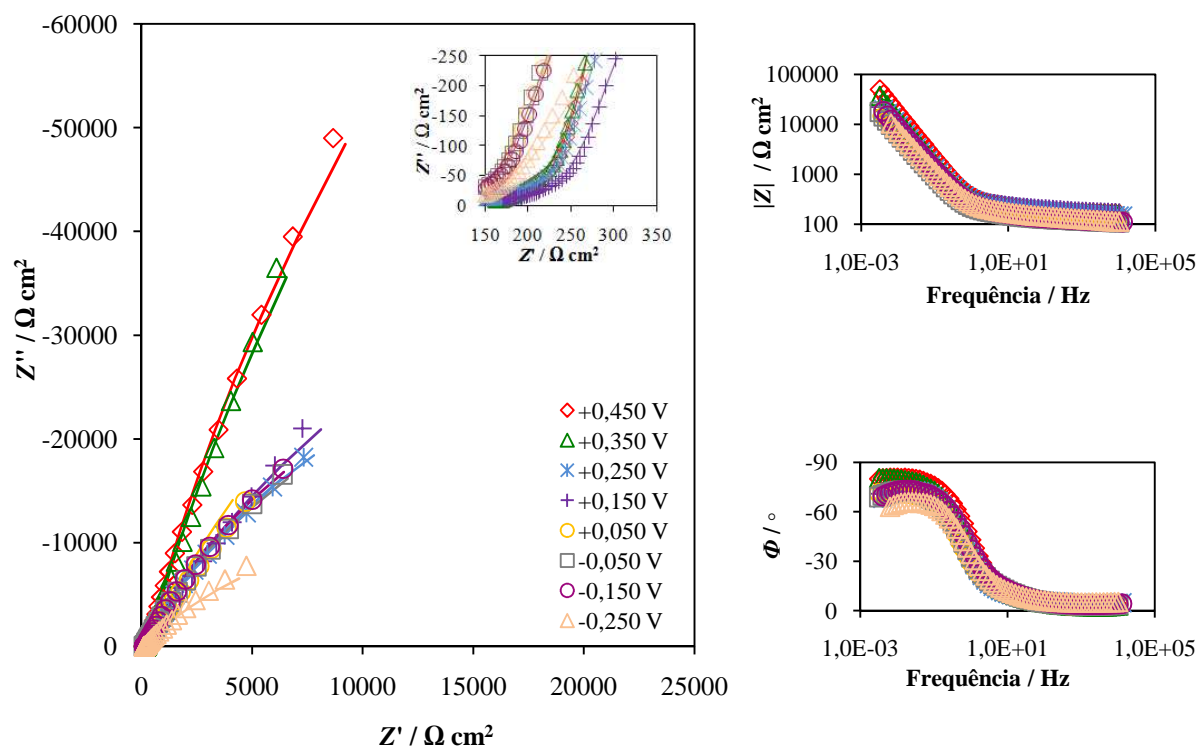 -60000
-50000
-40000
-30000
-20000
-10000
0
Z'' / Ω cm²
0 5000 10000 15000 20000 25000
Z' / Ω cm²
-250
-200
-150
-100
-50
0
Z'' / Ω cm²
150 200 250 300 350
Z' / Ω cm²
+0,450 V
+0,350 V
+0,250 V
+0,150 V
+0,050 V
-0,050 V
-0,150 V
-0,250 V
100000
10000
1000
100
|Z| / Ω cm²
1,0E-03 1,0E+01 1,0E+05
Frequência / Hz
-90
-60
-30
0
Φ / °
1,0E-03 1,0E+01 1,0E+05
Frequência / Hz